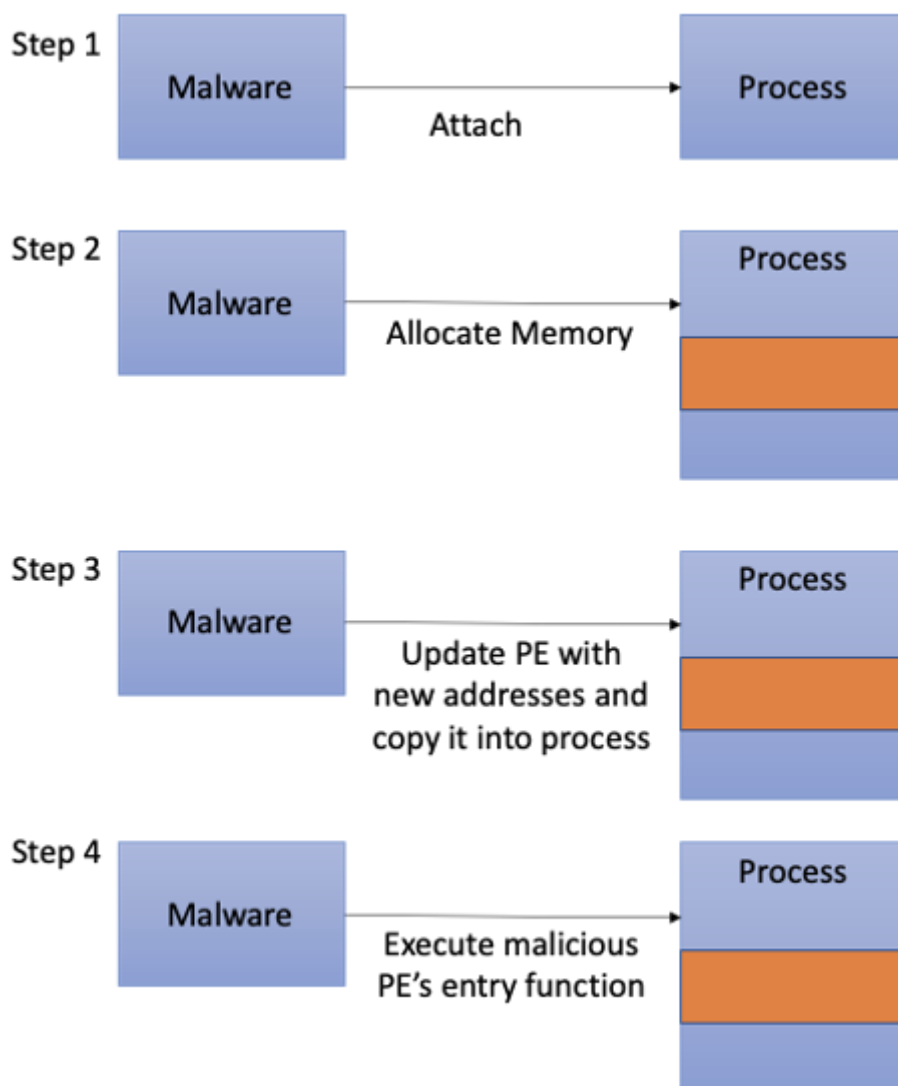 Step 1
Malware
Attach
Process
Step 2
Malware
Allocate Memory
Process
Step 3
Malware
Update PE with
new addresses and
copy it into process
Process
Step 4
Malware
Execute malicious
PE’s entry function
Process